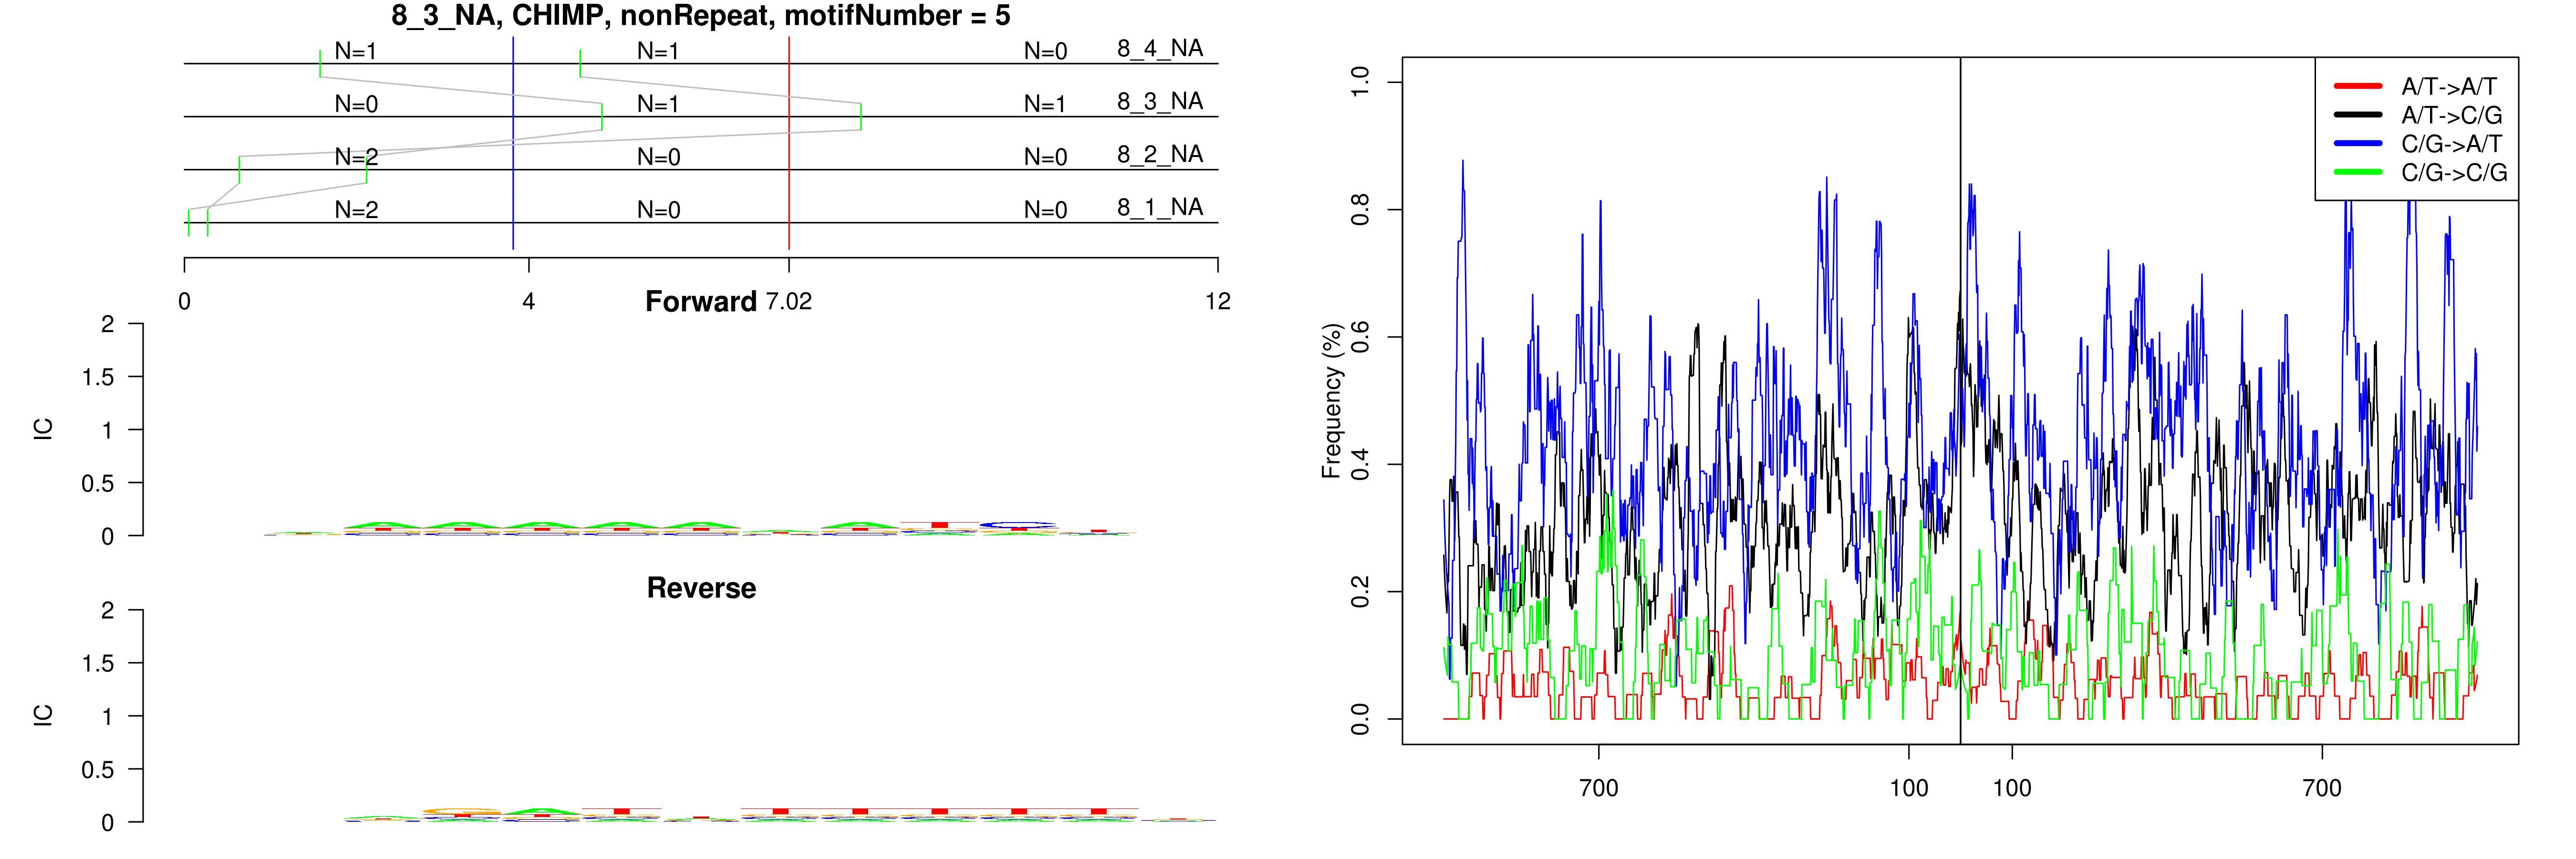 8_3_NA, CHIMP, nonRepeat, motifNumber = 5
N=1 N=1 N=0 8_4_NA
N=0 N=1 N=1 8_3_NA
N=2 N=0 N=0 8_2_NA
N=2 N=0 N=0 8_1_NA
0 4 7.02 12
Forward
IC
2
1.5
1
0.5
0
Reverse
IC
2
1.5
1
0.5
0
Frequency (%)
1.0
0.8
0.6
0.4
0.2
0.0
700 100 100 700
A/T->A/T
A/T->C/G
C/G->A/T
C/G->C/G